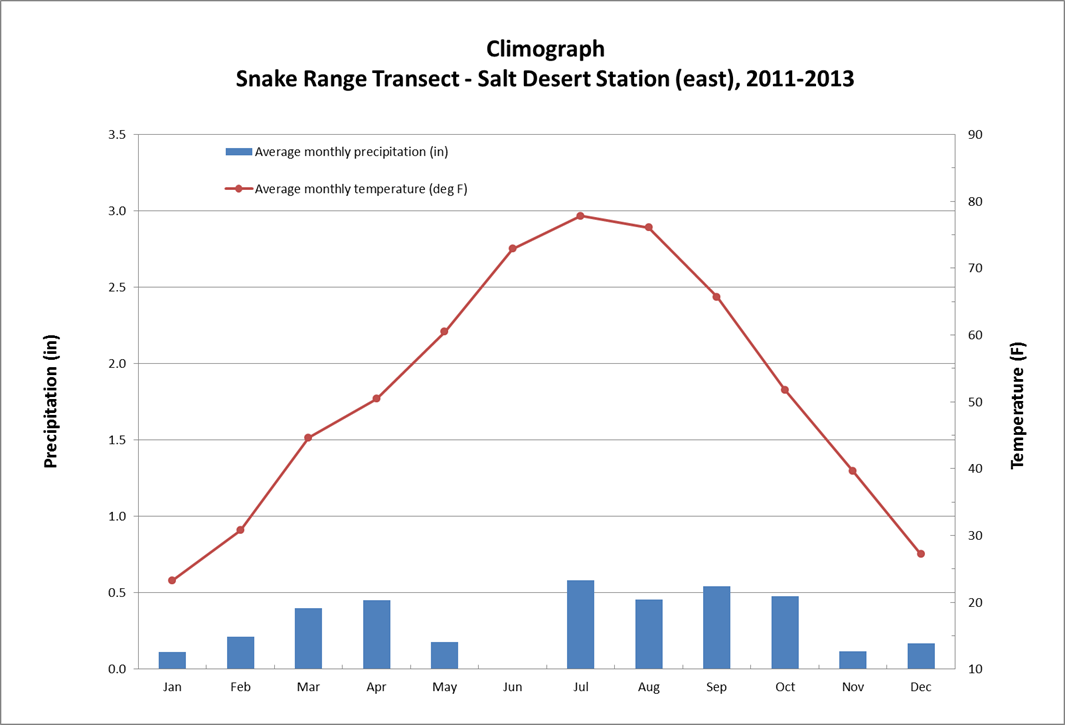 Climograph
Snake Range Transect - Salt Desert Station (east), 2011-2013
3.5
3.0
2.5
2.0
1.5
1.0
0.5
0.0
Precipitation (in)
Average monthly precipitation (in)
Average monthly temperature (deg F)
90
80
70
60
50
40
30
20
10
Temperature (F)
Jan Feb Mar Apr May Jun Jul Aug Sep Oct Nov Dec